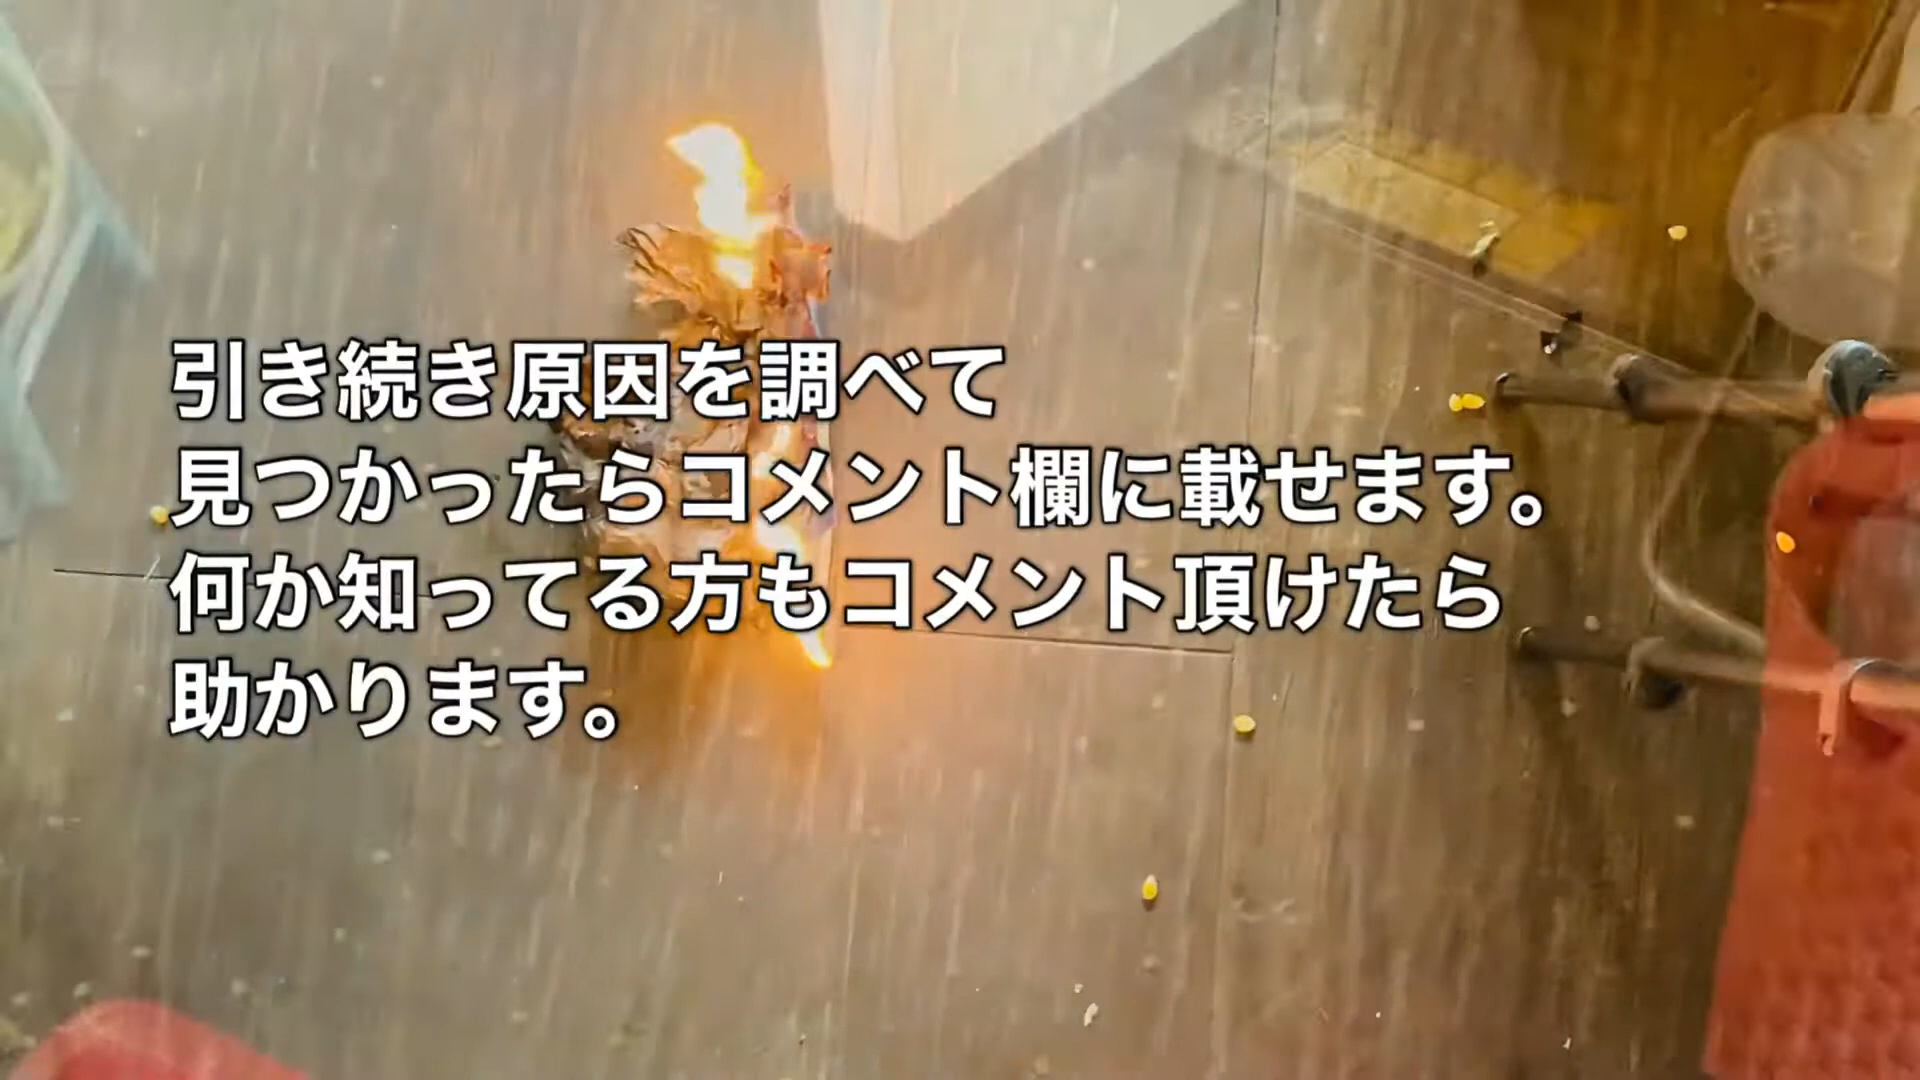 引き続き原因を調べて
見つかったらコメント欄に載せます。
何か知ってる方もコメント頂けたら
助かります。